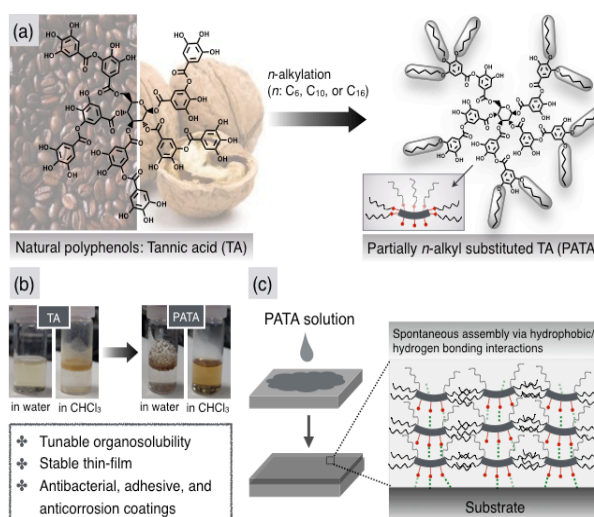 (a)
n-alkylation
(n: C6, C10, or C16)
Natural polyphenols: Tannic acid (TA)
Partially n-alkyl substituted TA (PATA
(b)
TA
PATA
in water
in CHCl3
in water
in CHCl3
✤ Tunable organosolubility
✤ Stable thin-film
✤ Antibacterial, adhesive, and
anticorrosion coatings
(c)
PATA solution
Spontaneous assembly via hydrophobic/
hydrogen bonding interactions
Substrate